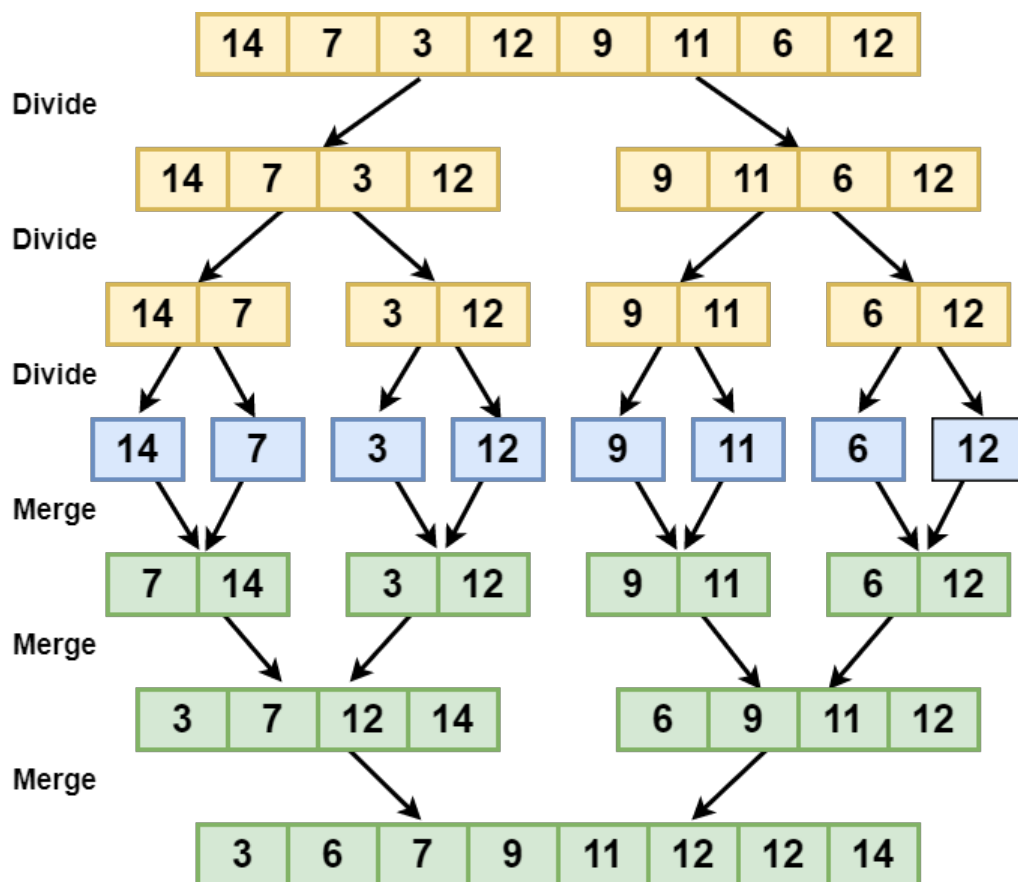 14 7 3 12 9 11 6 12
Divide
14 7 3 12 9 11 6 12
Divide
14 7 3 12 9 11 6 12
Divide
14 7 3 12 9 11 6 12
Merge
7 14 3 12 9 11 6 12
Merge
3 7 12 14 6 9 11 12
Merge
3 6 7 9 11 12 12 14